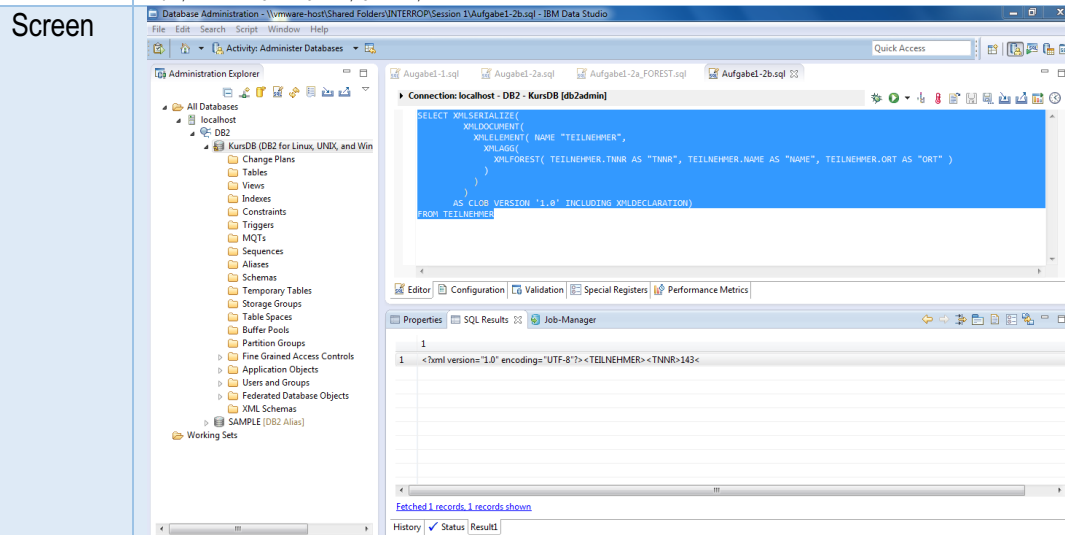 Screen
Database Administration - \\vmware-host\Shared Folders\INTERROP\Session 1\Aufgabe1-2b.sql - IBM Data Studio
File Edit Search Script Window Help
Activity: Administer Databases
Quick Access
Administration Explorer
All Databases
localhost
DB2
KursDB (DB2 for Linux, UNIX, and Win
Change Plans
Tables
Views
Indexes
Constraints
Triggers
MQTs
Sequences
Aliases
Schemas
Temporary Tables
Storage Groups
Table Spaces
Buffer Pools
Partition Groups
Fine Grained Access Controls
Application Objects
Users and Groups
Federated Database Objects
XML Schemas
SAMPLE [DB2 Alias]
Working Sets
Augabe1-1.sql Augabe1-2a.sql Aufgabe1-2a_FOREST.sql Aufgabe1-2b.sql
Connection: localhost - DB2 - KursDB [db2admin]
SELECT XMLSERIALIZE(
XMLDOCUMENT(
XMLELEMENT( NAME "TEILNEHMER",
XMLAGG(
XMLFOREST( TEILNEHMER.TNNR AS "TNNR", TEILNEHMER.NAME AS "NAME", TEILNEHMER.ORT AS "ORT" )
)
)
)
AS CLOB VERSION '1.0' INCLUDING XMLDECLARATION)
FROM TEILNEHMER
Editor Configuration Validation Special Registers Performance Metrics
Properties SQL Results Job-Manager
1
1 <?xml version="1.0" encoding="UTF-8"?><TEILNEHMER><TNNR>143<
Fetched 1 records, 1 records shown
History Status Result1